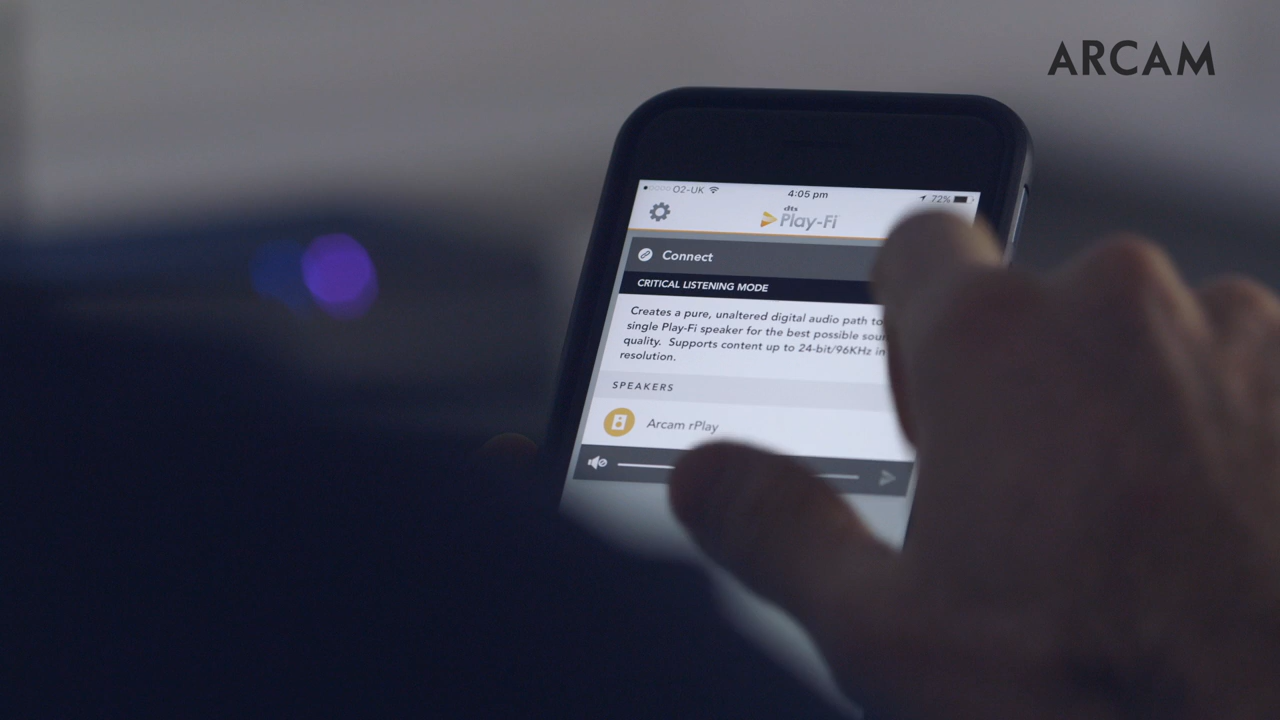 ARCAM
O2-UK 4:05 pm 72%
dts
Play-Fi
Connect
CRITICAL LISTENING MODE
Creates a pure, unaltered digital audio path to
single Play-Fi speaker for the best possible soun
quality. Supports content up to 24-bit/96KHz in
resolution.
SPEAKERS
Arcam rPlay